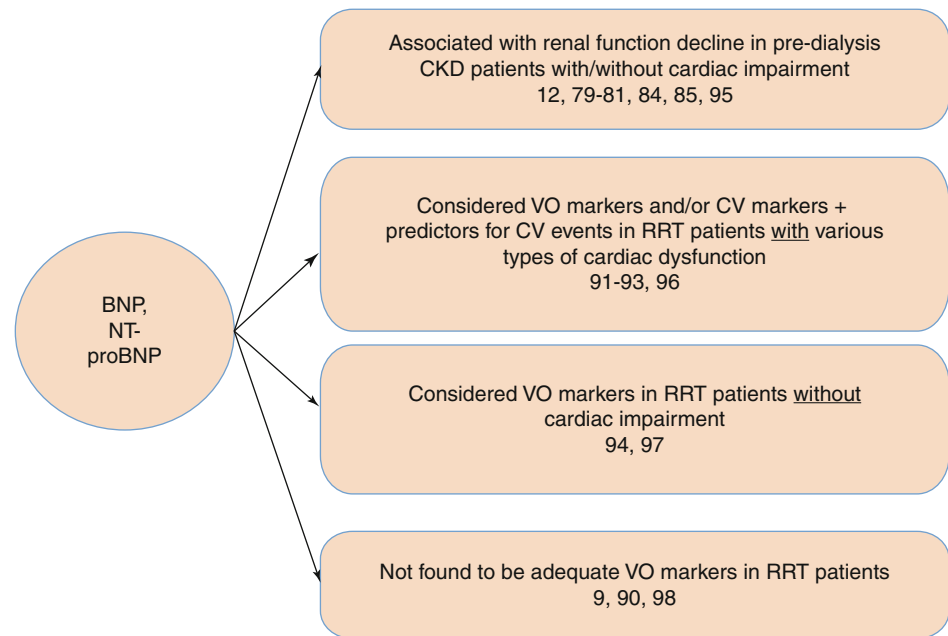 BNP,
NT-
proBNP
Associated with renal function decline in pre-dialysis
CKD patients with/without cardiac impairment
12, 79-81, 84, 85, 95
Considered VO markers and/or CV markers +
predictors for CV events in RRT patients with various
types of cardiac dysfunction
91-93, 96
Considered VO markers in RRT patients without
cardiac impairment
94, 97
Not found to be adequate VO markers in RRT patients
9, 90, 98